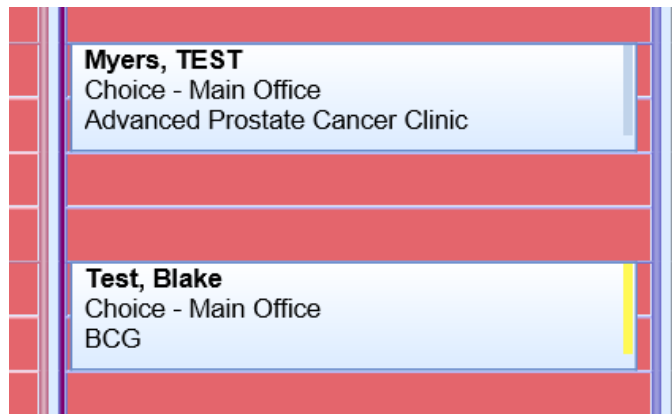 Myers, TEST
Choice - Main Office
Advanced Prostate Cancer Clinic
Test, Blake
Choice - Main Office
BCG